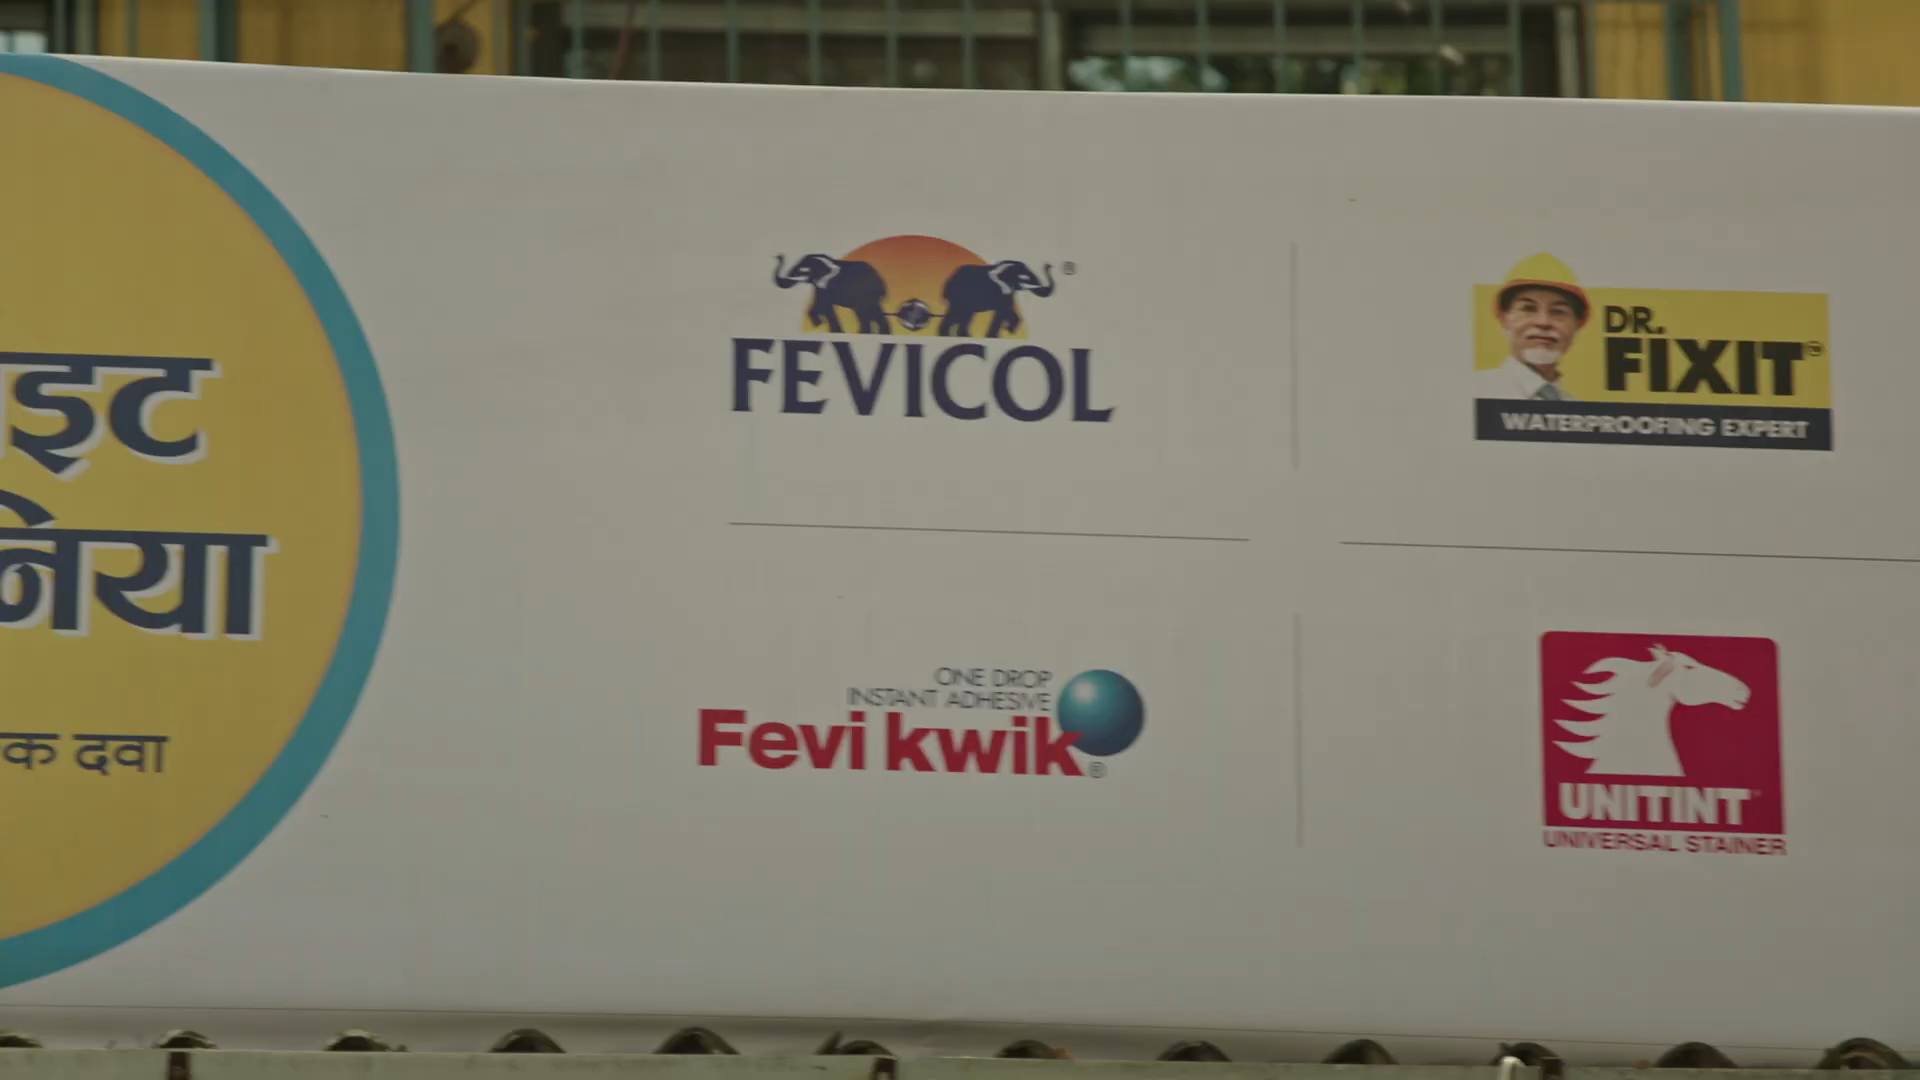 इट
निया
क दवा
FEVICOL
DR.
FIXIT
WATERPROOFING EXPERT
ONE DROP
INSTANT ADHESIVE
Fevi kwik
UNITINT
UNIVERSAL STAINER